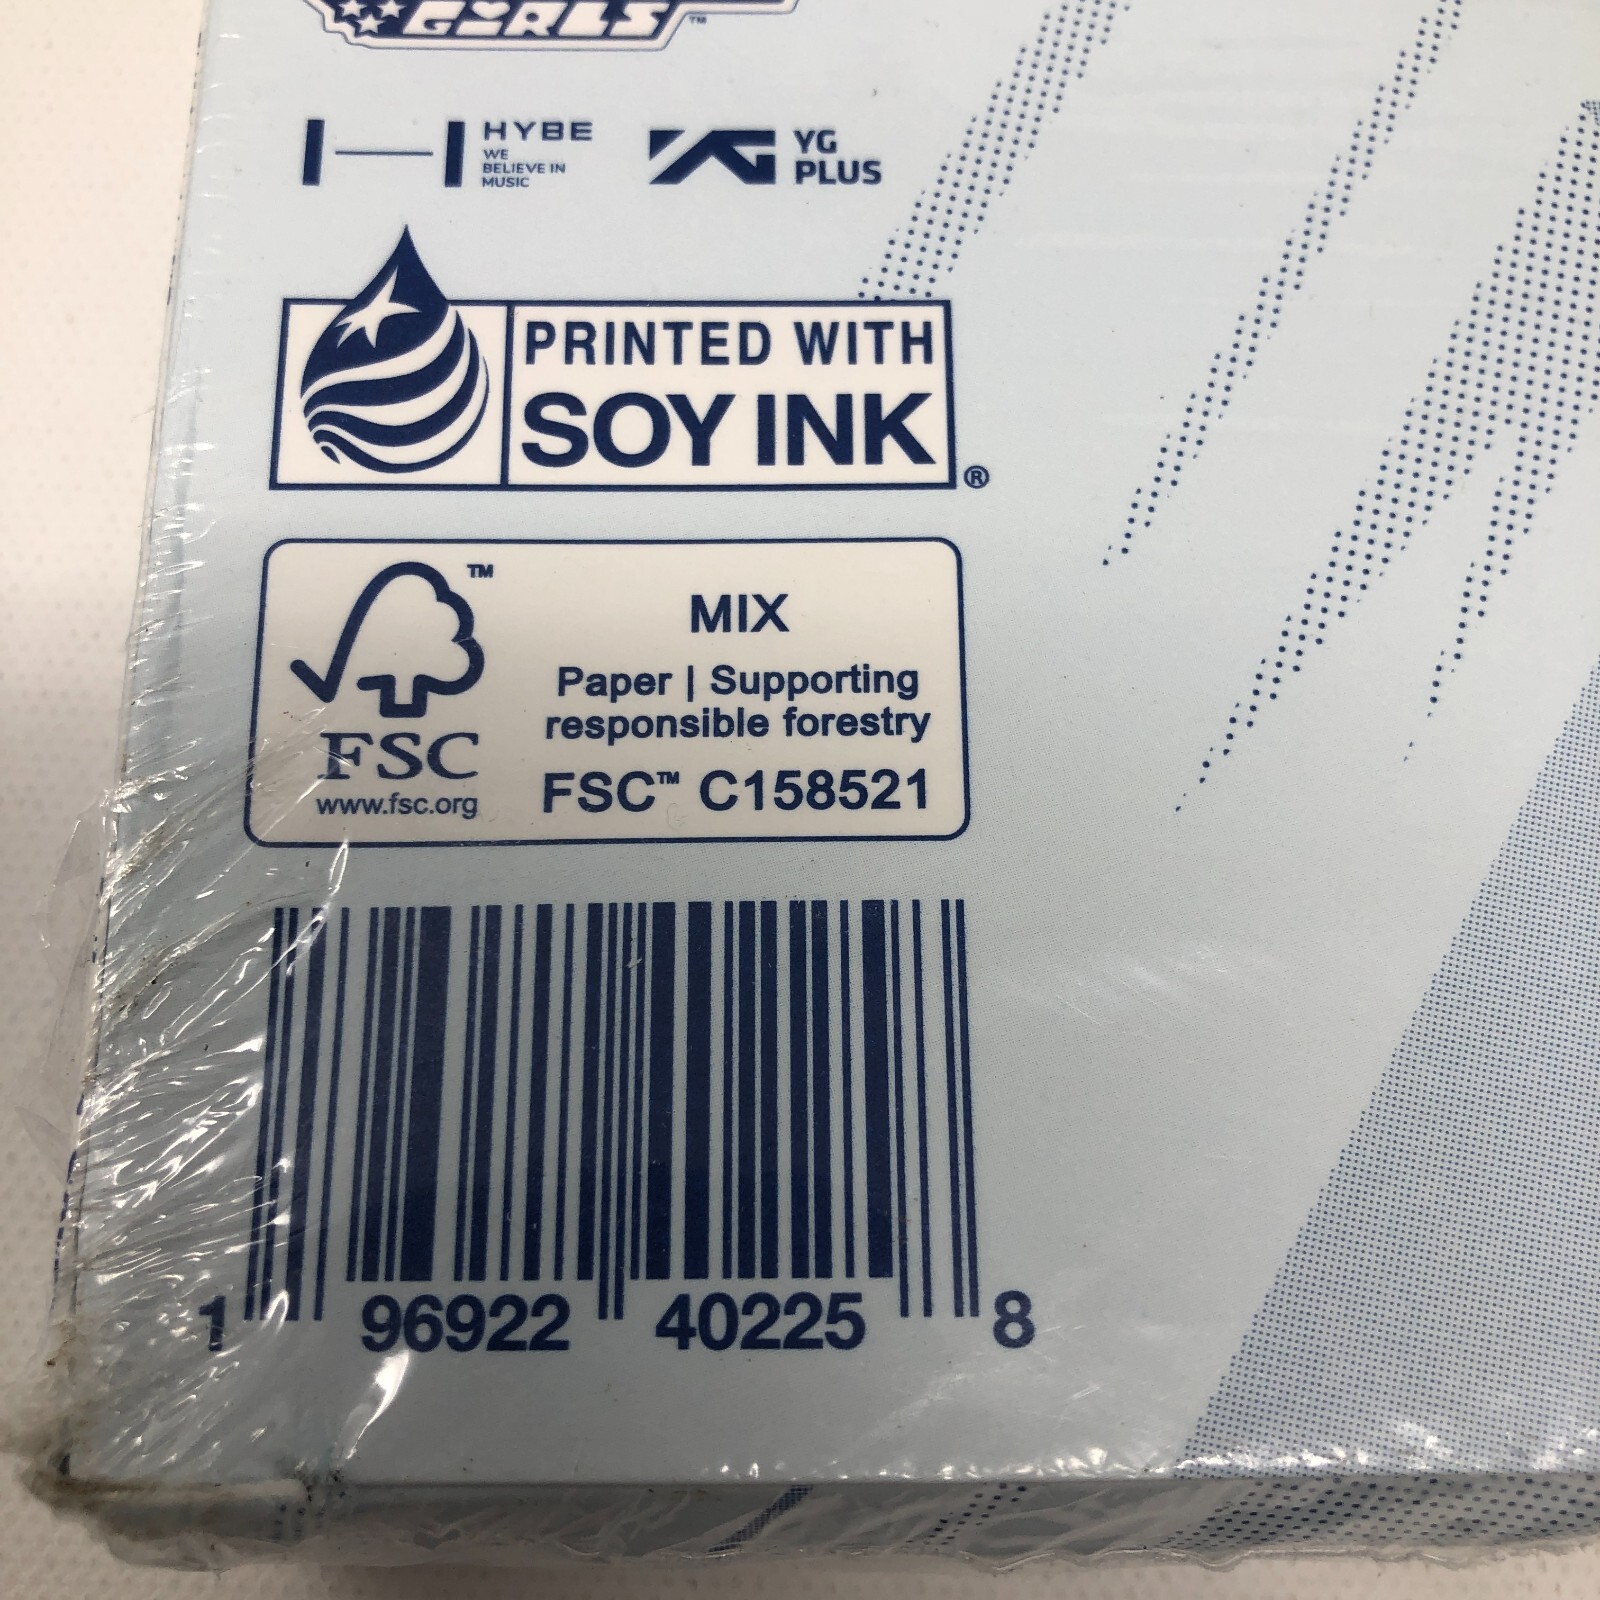 GIRLS™
HYBE
WE
BELIEVE IN
MUSIC
YG
PLUS
PRINTED WITH
SOY INK
®
™
FSC
www.fsc.org
MIX
Paper | Supporting
responsible forestry
FSC™ C158521
1 96922 40225 8